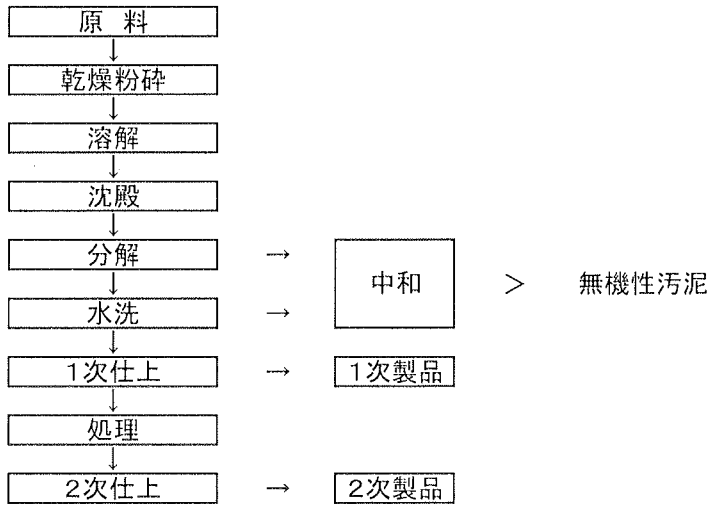 原 料
↓
乾燥粉砕
↓
溶解
↓
沈殿
↓
分解 → 中和 > 無機性汚泥
↓
水洗 →
↓
1次仕上 → 1次製品
↓
処理
↓
2次仕上 → 2次製品